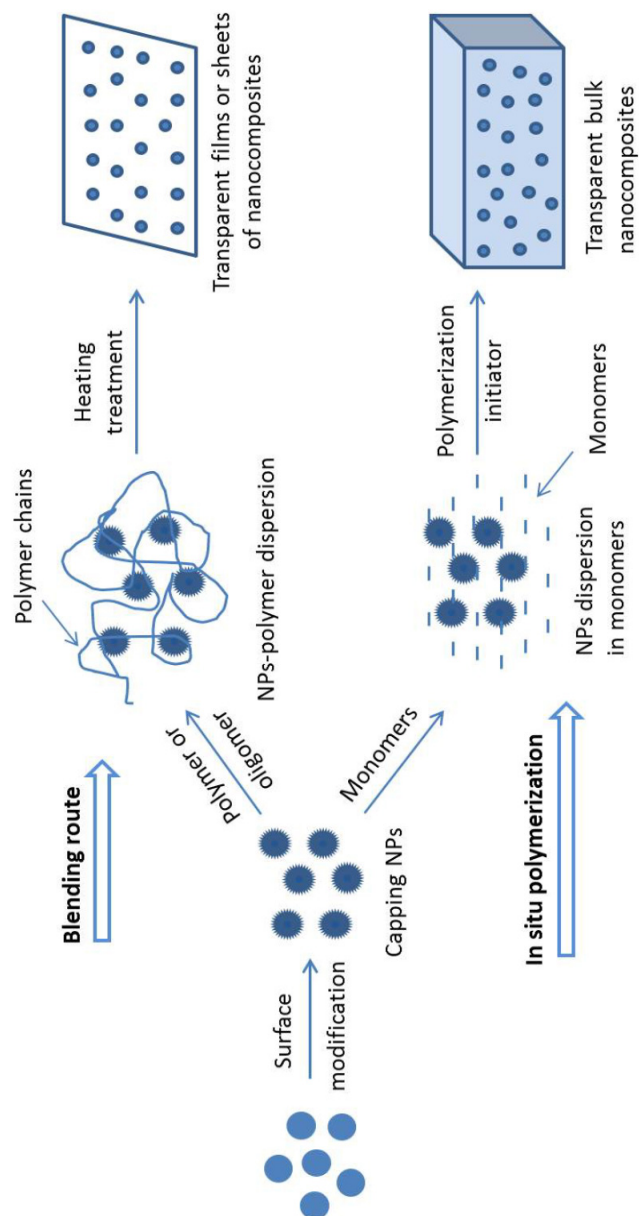 Surface
modification
Capping NPs
Blending route
Polymer or
oligomer
Polymer chains
NPs-polymer dispersion
Heating
treatment
Transparent films or sheets
of nanocomposites
Monomers
In situ polymerization
NPs dispersion
in monomers
Monomers
Polymerization
initiator
Transparent bulk
nanocomposites